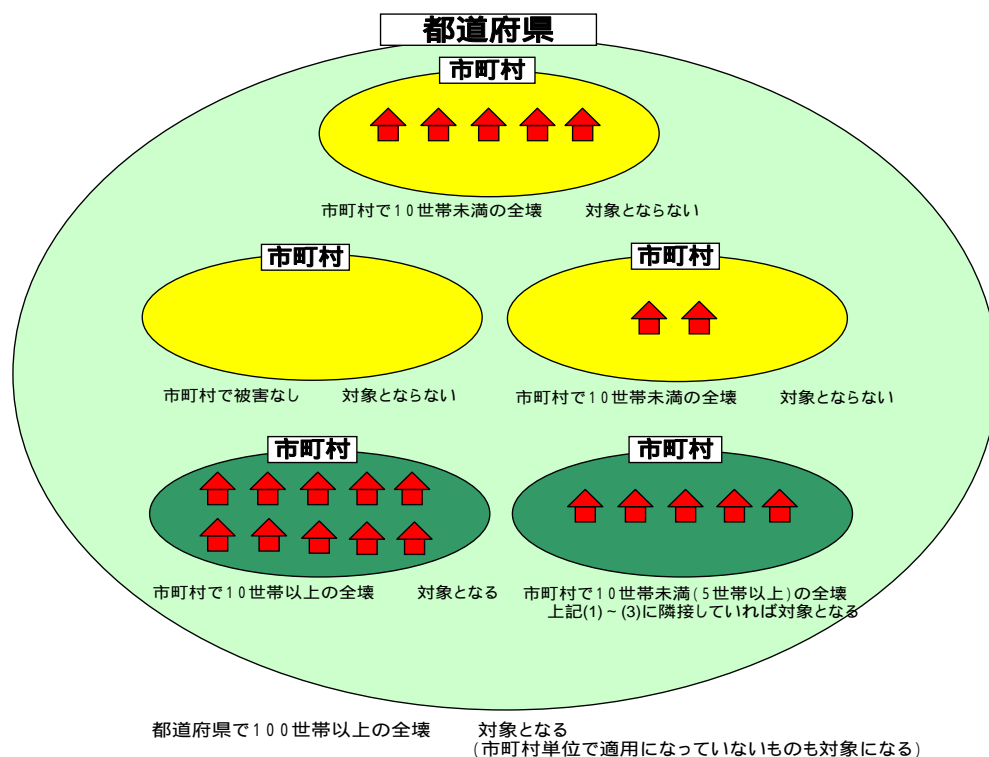 都道府県
市町村
市町村で10世帯未満の全壊　対象とならない
市町村
市町村
市町村で被害なし　対象とならない
市町村で10世帯未満の全壊　対象とならない
市町村
市町村
市町村で10世帯以上の全壊　対象となる
市町村で10世帯未満(5世帯以上)の全壊
上記(1)~(3)に隣接していれば対象となる
都道府県で100世帯以上の全壊　対象となる
(市町村単位で適用になっていないものも対象になる)